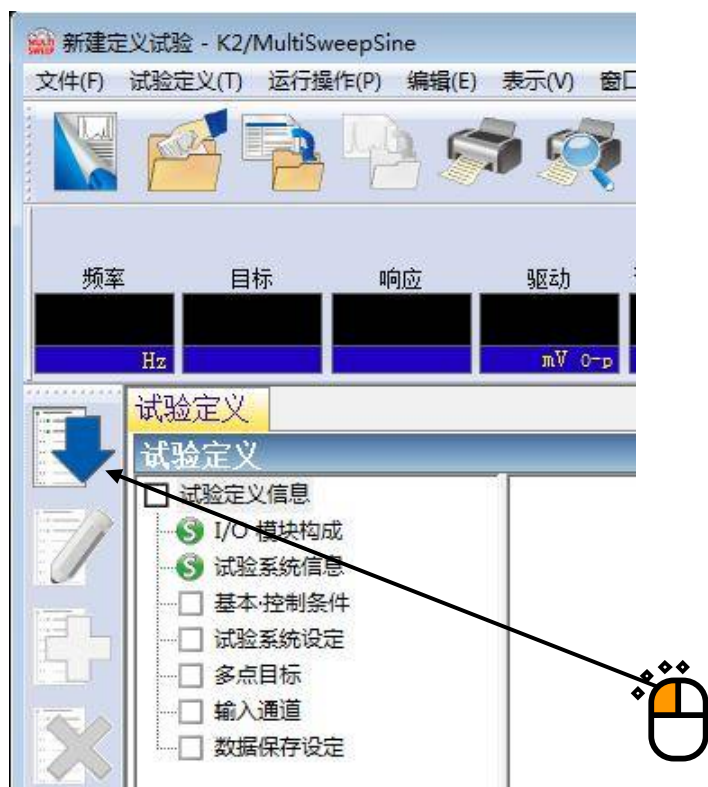 新建定义试验 - K2/MultiSweepSine
文件(F) 试验定义(T) 运行操作(P) 编辑(E) 表示(V)
频率 目标 响应 驱动
Hz mV 0-p
试验定义
试验定义
试验定义信息
S I/O 模块构成
S 试验系统信息
基本·控制条件
试验系统设定
多点目标
输入通道
数据保存设定